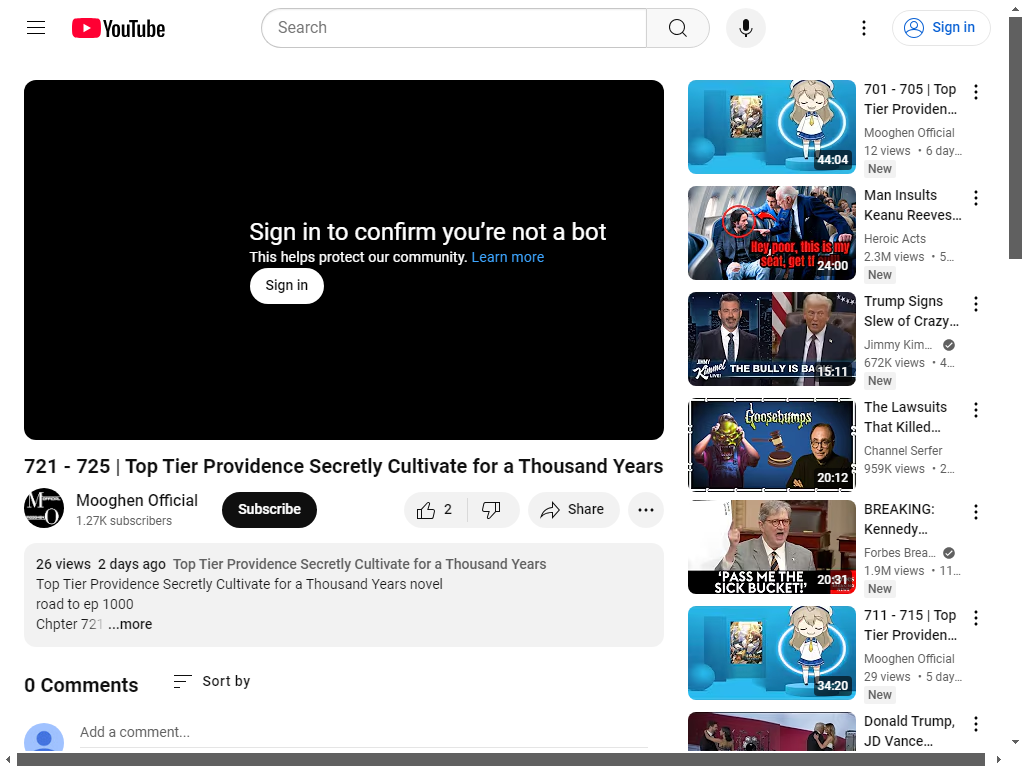 YouTube
Search
Sign in
Sign in to confirm you're not a bot
This helps protect our community. Learn more
Sign in
721 - 725 | Top Tier Providence Secretly Cultivate for a Thousand Years
Mooghen Official
1.27K subscribers
Subscribe
2
Share
26 views 2 days ago Top Tier Providence Secretly Cultivate for a Thousand Years
Top Tier Providence Secretly Cultivate for a Thousand Years novel
road to ep 1000
Chpter 721 ...more
0 Comments
Sort by
Add a comment...
44:04
701 - 705 | Top
Tier Providen...
Mooghen Official
12 views • 6 day...
New
Hey poor, this is my
seat, get
24:00
Man Insults
Keanu Reeves...
Heroic Acts
2.3M views • 5...
New
JIMMY
Kimmel
LIVE!
THE BULLY IS
15:11
Trump Signs
Slew of Crazy...
Jimmy Kim...
672K views • 4...
New
Goosebumps
20:12
The Lawsuits
That Killed...
Channel Serfer
959K views • 2...
'PASS ME THE
SICK BUCKET!'
20:31
BREAKING:
Kennedy...
Forbes Brea...
1.9M views • 11...
New
34:20
711 - 715 | Top
Tier Providen...
Mooghen Official
29 views • 5 day...
New
Donald Trump,
JD Vance...